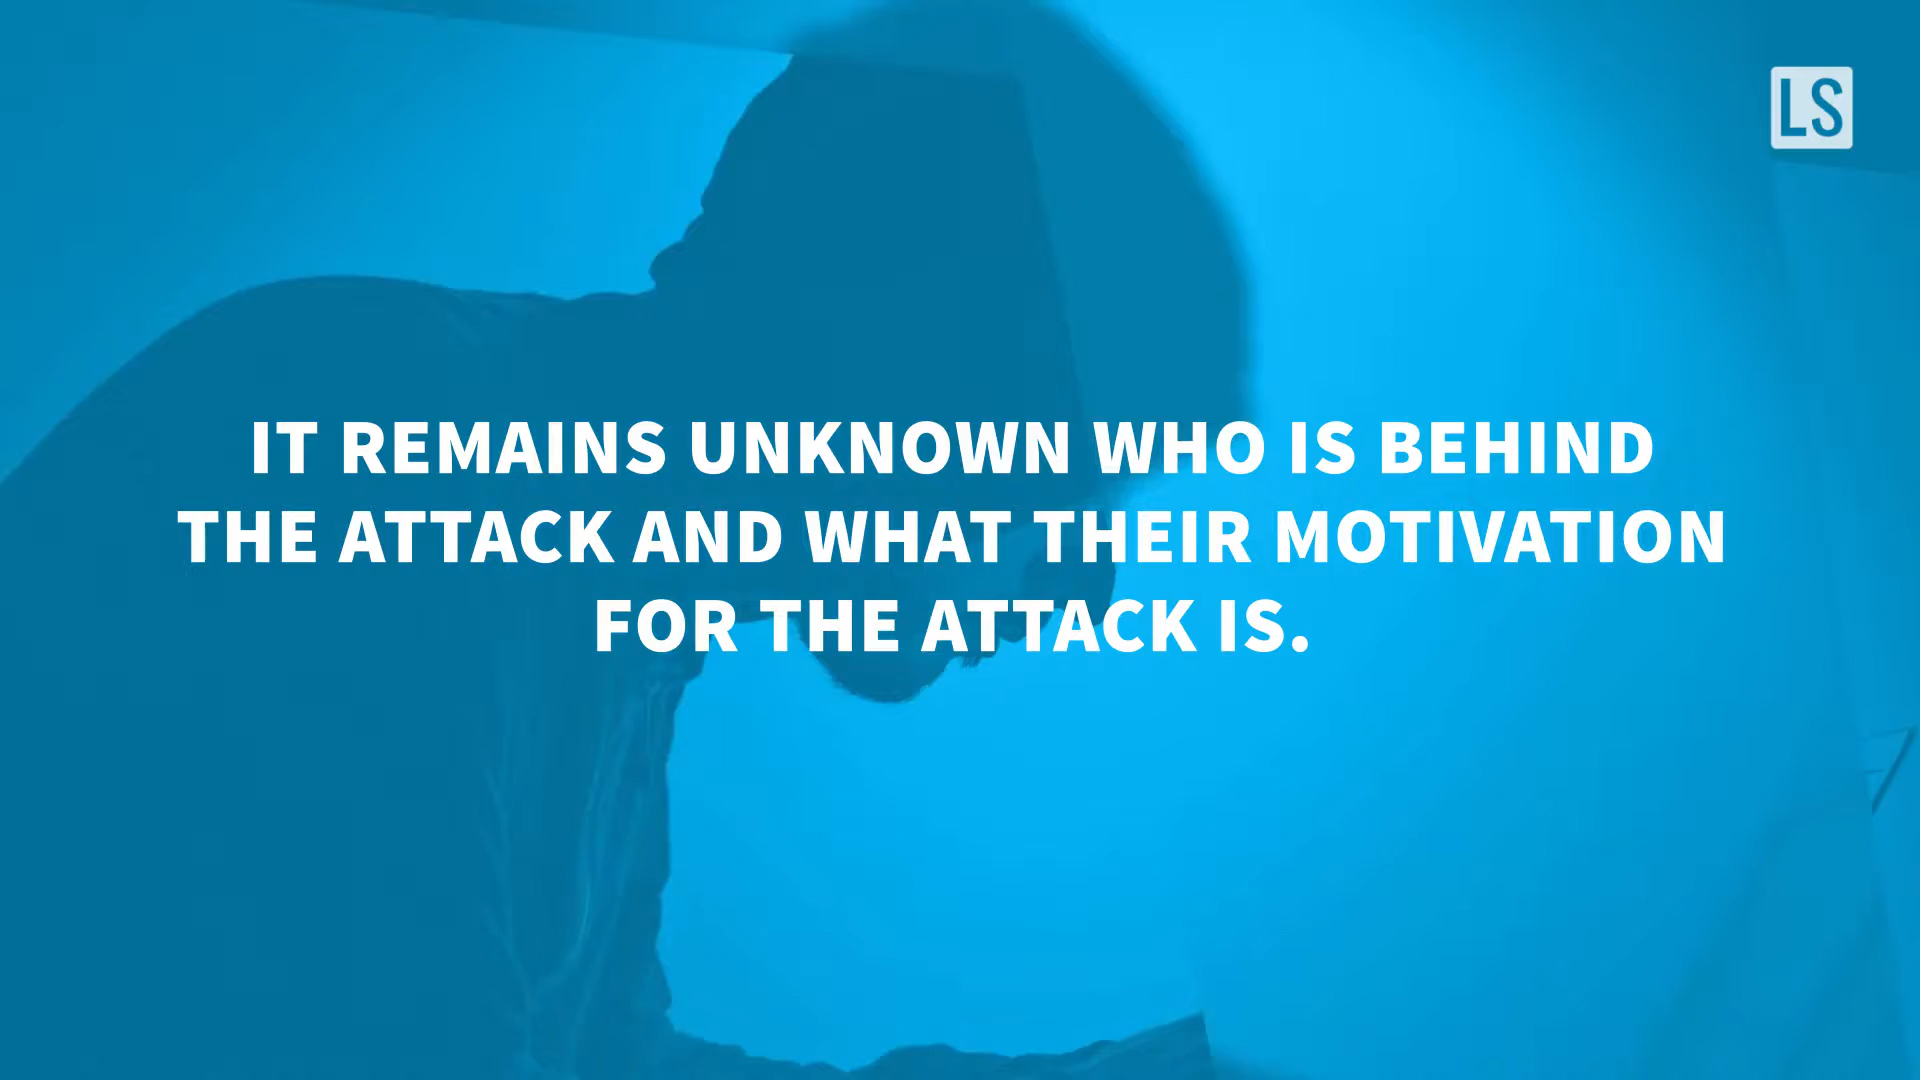 LS
IT REMAINS UNKNOWN WHO IS BEHIND
THE ATTACK AND WHAT THEIR MOTIVATION
FOR THE ATTACK IS.